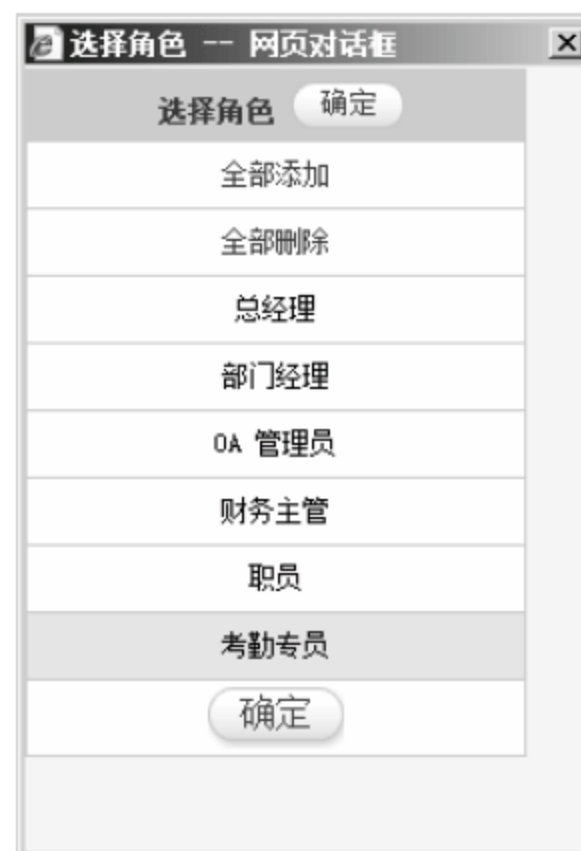 选择角色 -- 网页对话框
选择角色 确定
全部添加
全部删除
总经理
部门经理
OA 管理员
财务主管
职员
考勤专员
确定